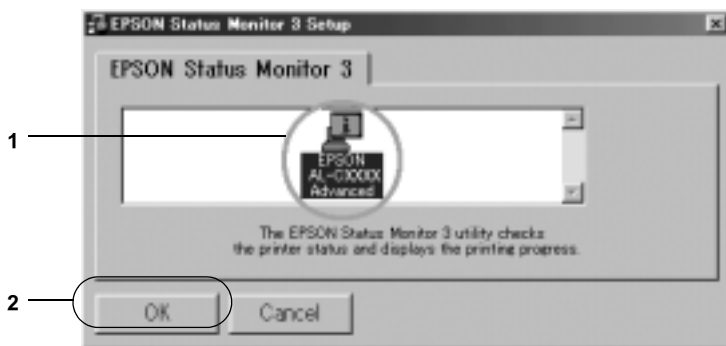 EPSON Status Monitor 3 Setup
EPSON Status Monitor 3
1
EPSON
AL-CXXXX
Advanced
The EPSON Status Monitor 3 utility checks
the printer status and displays the printing progress.
2
OK
Cancel